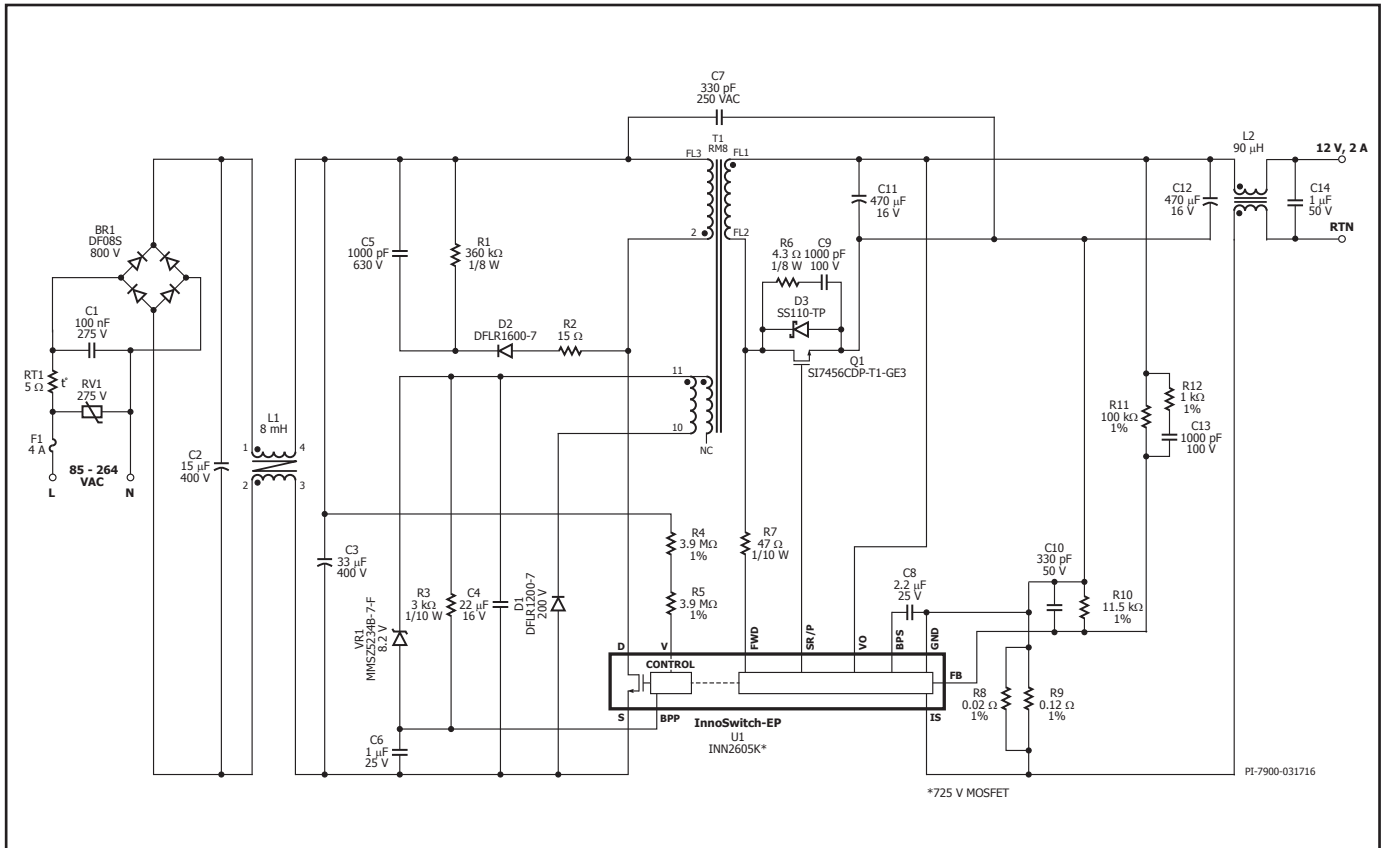 C7
330 pF
250 VAC
T1
RM8
FL3
FL1
2
FL2
L2
90 µH
12 V, 2 A
RTN
C14
1 µF
50 V
C12
470 µF
16 V
C11
470 µF
16 V
BR1
DF08S
800 V
C5
1000 pF
630 V
R1
360 kΩ
1/8 W
R6
4.3 Ω
1/8 W
C9
1000 pF
100 V
D3
SS110-TP
Q1
SI7456CDP-T1-GE3
D2
DFLR1600-7
R2
15 Ω
C1
100 nF
275 V
RT1
5 Ω
t°
RV1
275 V
F1
4 A
85 - 264
VAC
L
N
C2
15 µF
400 V
L1
8 mH
1
4
2
3
11
10
NC
R11
100 kΩ
1%
R12
1 kΩ
1%
C13
1000 pF
100 V
C3
33 µF
400 V
VR1
MMSZ5234B-7-F
8.2 V
R3
3 kΩ
1/10 W
C4
22 µF
16 V
D1
DFLR1200-7
200 V
R4
3.9 MΩ
1%
R5
3.9 MΩ
1%
R7
47 Ω
1/10 W
C8
2.2 µF
25 V
C10
330 pF
50 V
R10
11.5 kΩ
1%
D
V
FWD
SR/P
VO
BPS
GND
CONTROL
FB
S
BPP
IS
InnoSwitch-EP
U1
INN2605K*
R8
0.02 Ω
1%
R9
0.12 Ω
1%
C6
1 µF
25 V
*725 V MOSFET
PI-7900-031716